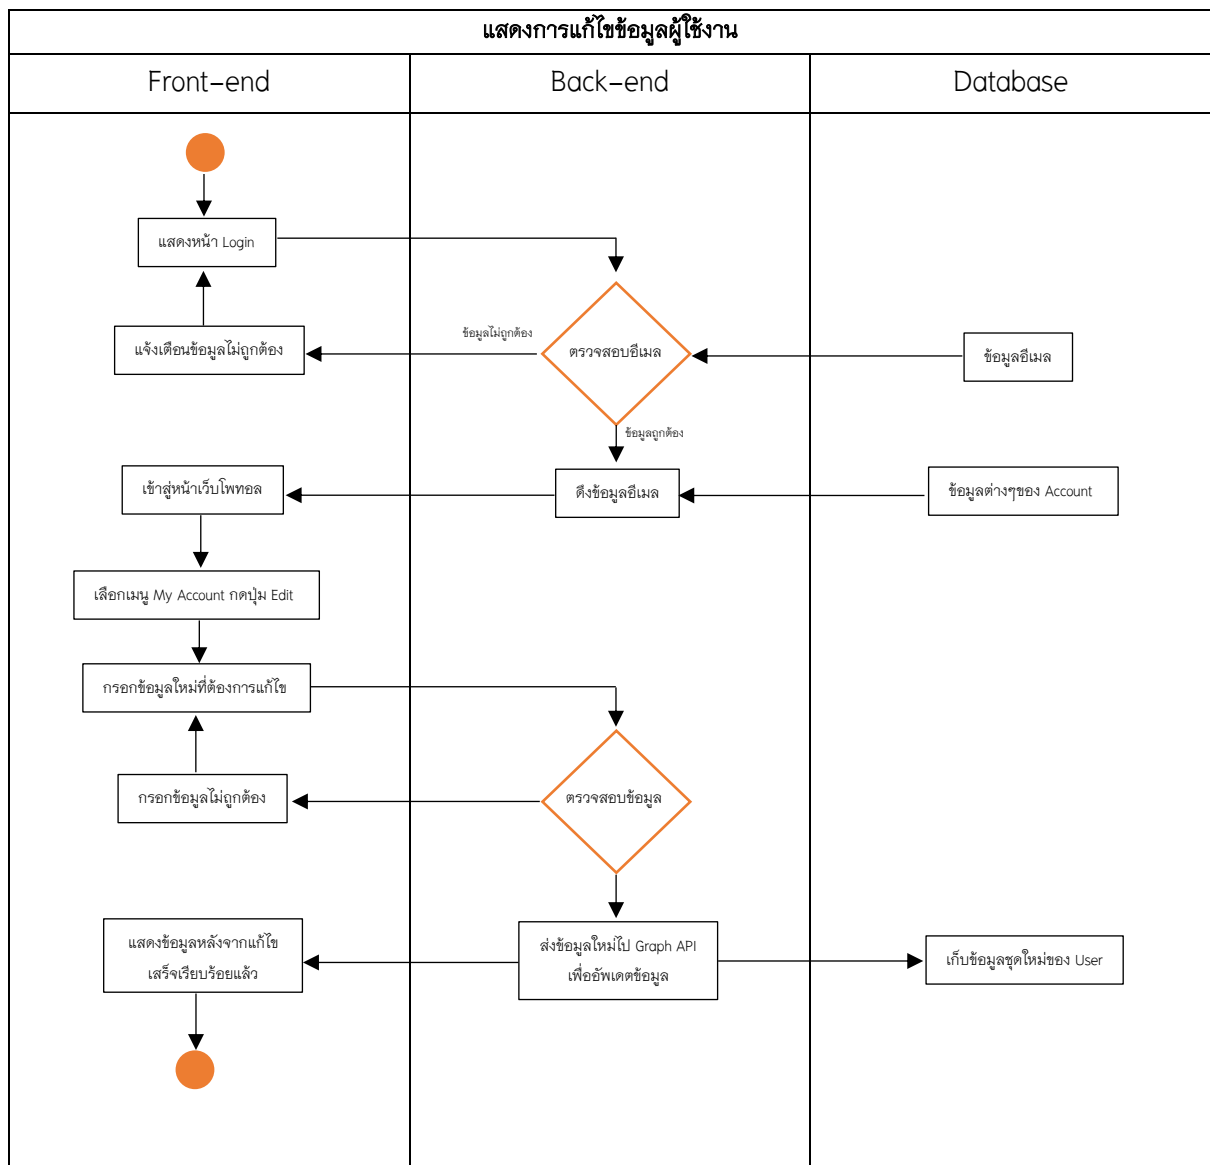 แสดงการแก้ไขข้อมูลผู้ใช้งาน
Front-end
Back-end
Database
แสดงหน้า Login
ข้อมูลไม่ถูกต้อง
แจ้งเตือนข้อมูลไม่ถูกต้อง
ตรวจสอบอีเมล
ข้อมูลอีเมล
ข้อมูลถูกต้อง
เข้าสู่หน้าเว็บโพทอล
ดึงข้อมูลอีเมล
ข้อมูลต่างๆของ Account
เลือกเมนู My Account กดปุ่ม Edit
กรอกข้อมูลใหม่ที่ต้องการแก้ไข
กรอกข้อมูลไม่ถูกต้อง
ตรวจสอบข้อมูล
แสดงข้อมูลหลังจากแก้ไข
เสร็จเรียบร้อยแล้ว
ส่งข้อมูลใหม่ไป Graph API
เพื่ออัพเดตข้อมูล
เก็บข้อมูลชุดใหม่ของ User